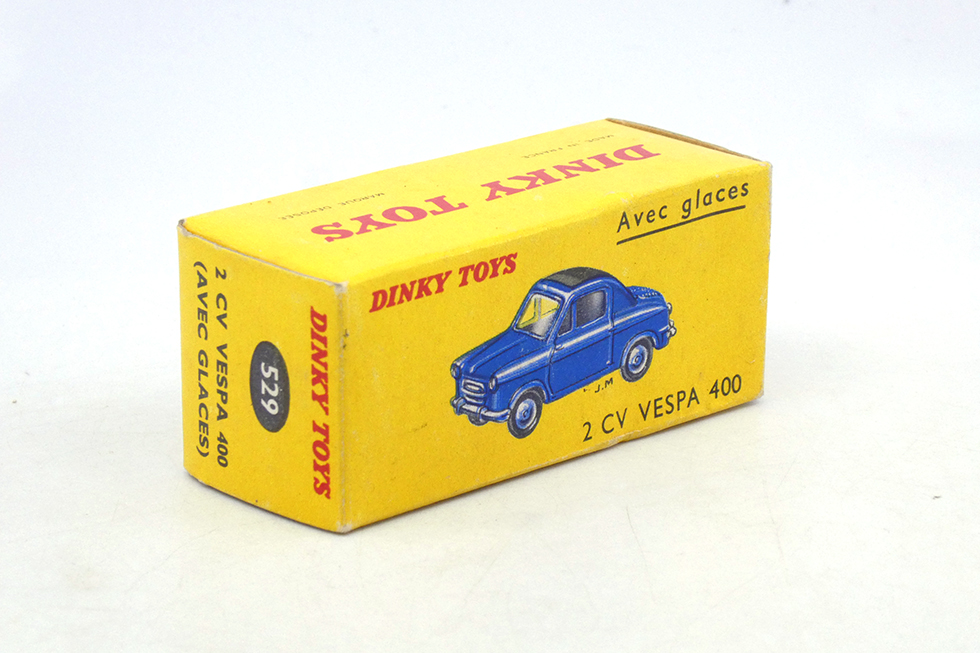 MADE IN FRANCE
DINKY TOYS
MARQUE DÉPOSÉE
Avec glaces
DINKY TOYS
J.M
2 CV VESPA 400
DINKY TOYS
529
2 CV VESPA 400
(AVEC GLACES)